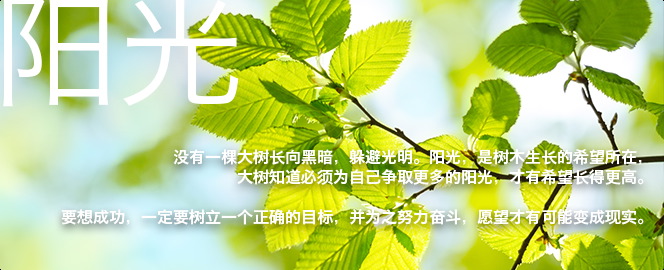 阳光
没有一棵大树长向黑暗，躲避光明。阳光，是树木生长的希望所在，
大树知道必须为自己争取更多的阳光，才有希望长得更高。
要想成功，一定要树立一个正确的目标，并为之努力奋斗，愿望才有可能变成现实。